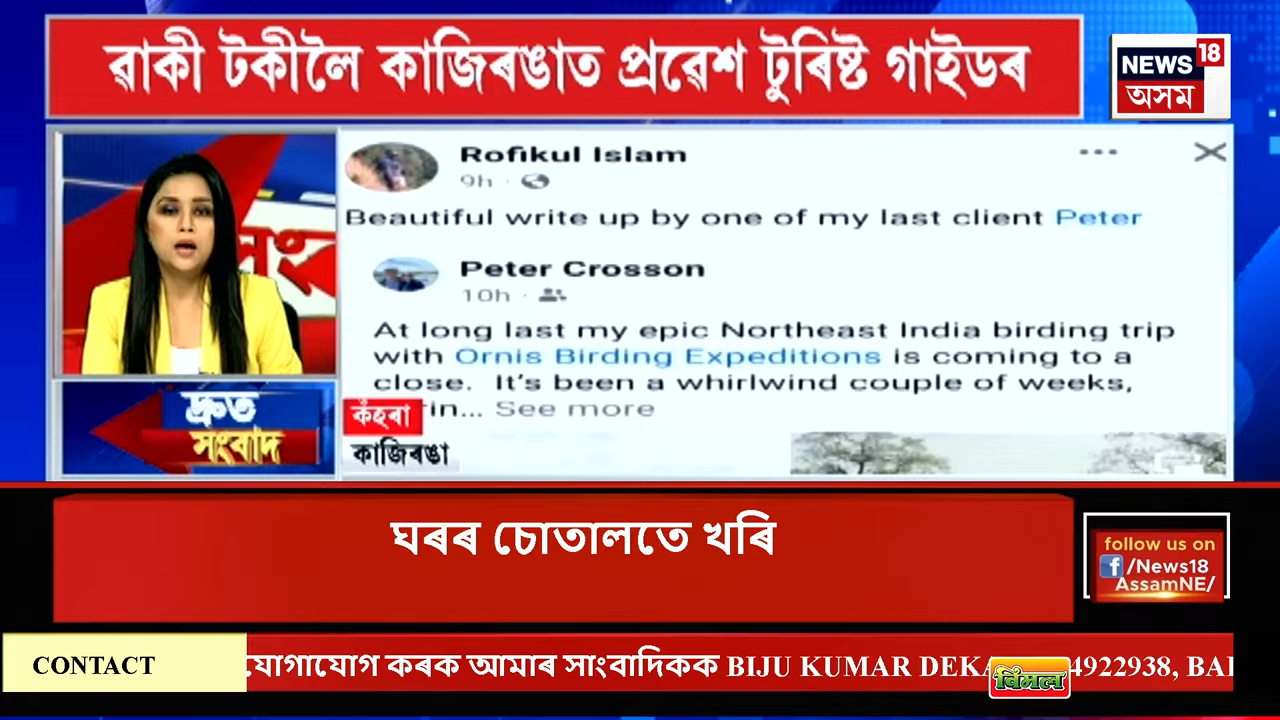 ৱাকী টকীলৈ কাজিৰঙাত প্ৰৱেশ টুৰিষ্ট গাইডৰ
NEWS 18
অসম
Rofikul Islam
9h
Beautiful write up by one of my last client Peter
Peter Crosson
10h
At long last my epic Northeast India birding trip
with Ornis Birding Expeditions is coming to a
close. It's been a whirlwind couple of weeks,
rin... See more
কঁহৰা
কাজিৰঙা
দ্ৰুত
সংবাদ
ঘৰৰ চোতালতে খৰি
follow us on
f/News18
AssamNE/
CONTACT
যোগাযোগ কৰক আমাৰ সাংবাদিকক BIJU KUMAR DEKA 4922938, BAI
बिमल